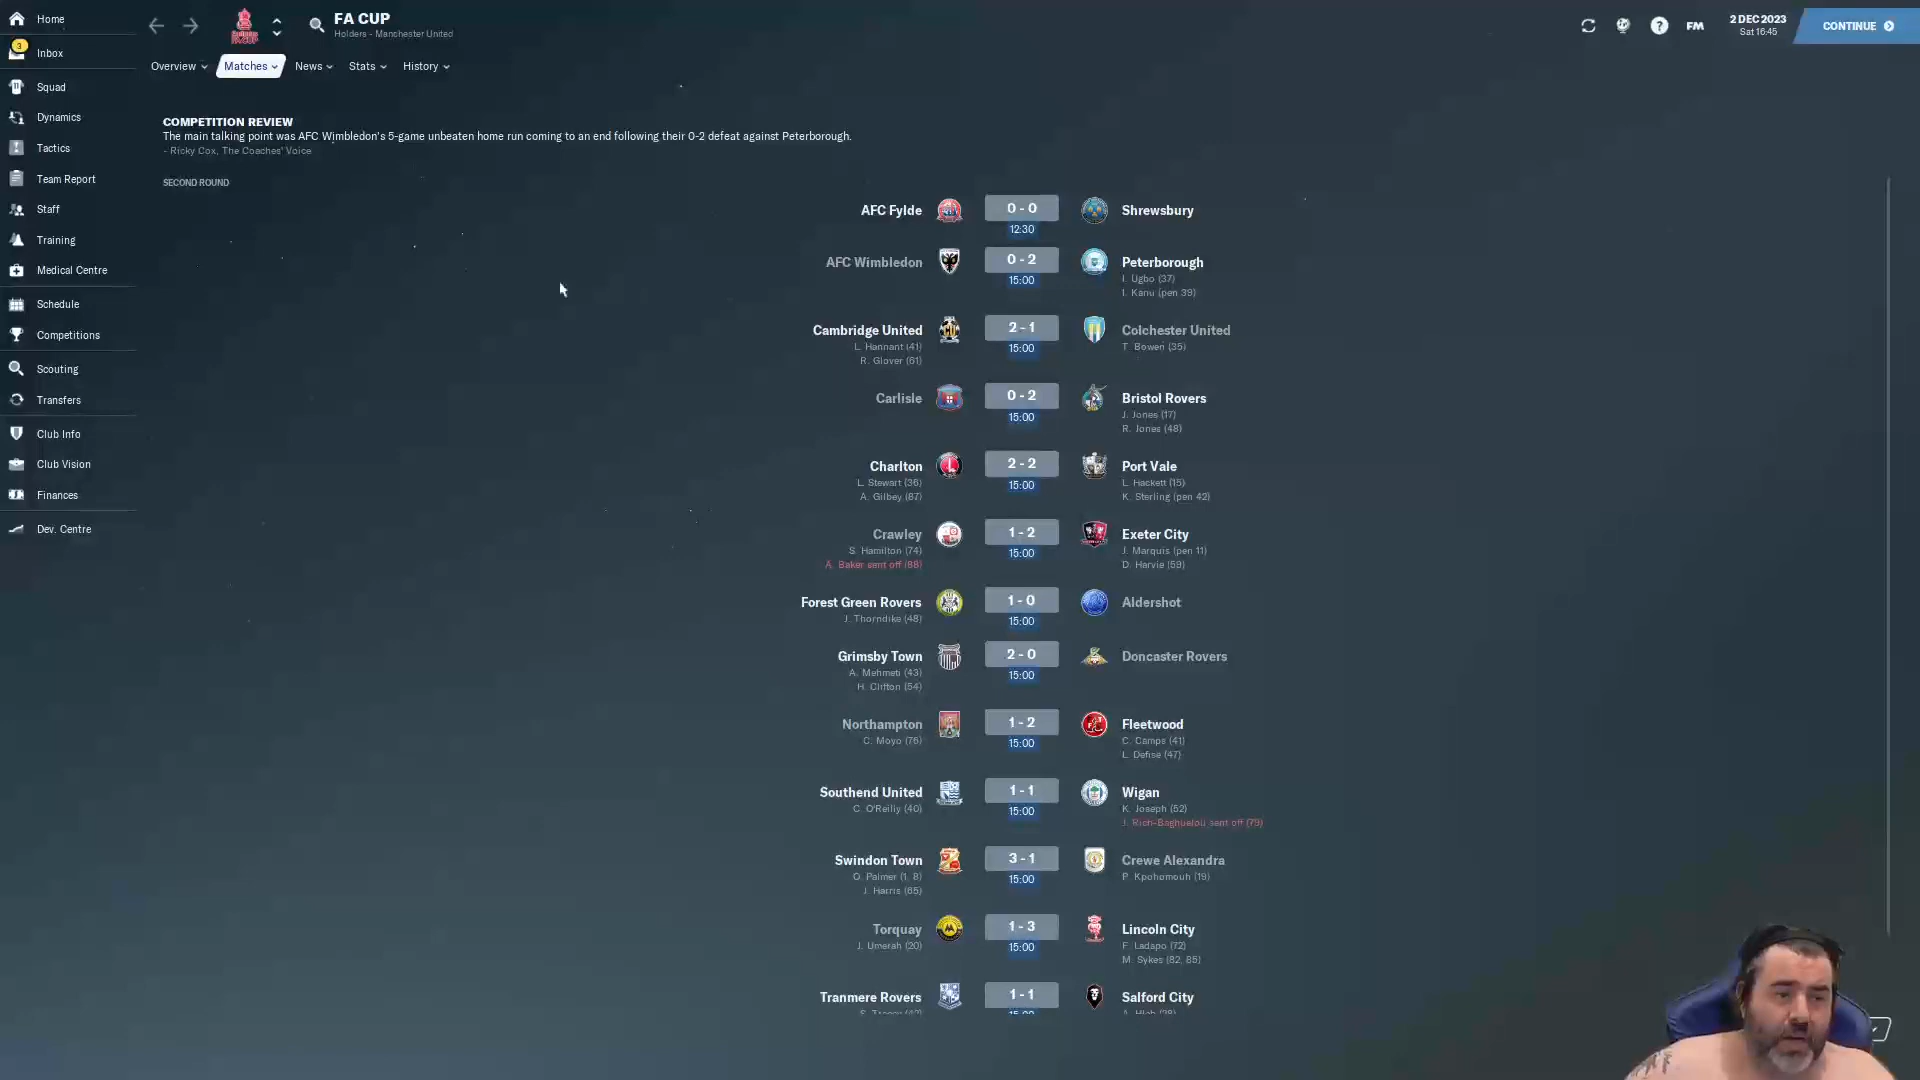 Home
3
Inbox
Squad
Dynamics
Tactics
Team Report
Staff
Training
Medical Centre
Schedule
Competitions
Scouting
Transfers
Club Info
Club Vision
Finances
Dev. Centre
FA CUP
Holders - Manchester United
FM
2 DEC 2023
Sat 16:45
CONTINUE
Overview
Matches
News
Stats
History
COMPETITION REVIEW
The main talking point was AFC Wimbledon's 5-game unbeaten home run coming to an end following their 0-2 defeat against Peterborough.
- Ricky Cox, The Coaches' Voice
SECOND ROUND
AFC Fylde 0 - 0 Shrewsbury
12:30
AFC Wimbledon 0 - 2 Peterborough
15:00 I. Ugbo (37)
I. Kanu (pen 39)
Cambridge United 2 - 1 Colchester United
L. Hannant (41) 15:00 T. Bowen (35)
R. Glover (61)
Carlisle 0 - 2 Bristol Rovers
15:00 J. Jones (17)
R. Jones (48)
Charlton 2 - 2 Port Vale
L. Stewart (36) 15:00 L. Hackett (15)
A. Gilbey (87) K. Sterling (pen 42)
Crawley 1 - 2 Exeter City
S. Hamilton (74) 15:00 J. Marquis (pen 11)
A. Baker sent off (88) D. Harvie (59)
Forest Green Rovers 1 - 0 Aldershot
J. Thorndike (48) 15:00
Grimsby Town 2 - 0 Doncaster Rovers
A. Mehmeti (43) 15:00
H. Clifton (54)
Northampton 1 - 2 Fleetwood
C. Moyo (76) 15:00 C. Camps (41)
L. Defise (47)
Southend United 1 - 1 Wigan
C. O'Reilly (40) 15:00 K. Joseph (52)
J. Rich-Baghuelou sent off (79)
Swindon Town 3 - 1 Crewe Alexandra
O. Palmer (1, 8) 15:00 P. Kpohomouh (19)
J. Harris (65)
Torquay 1 - 3 Lincoln City
J. Umerah (20) 15:00 F. Ladapo (72)
M. Sykes (82, 85)
Tranmere Rovers 1 - 1 Salford City